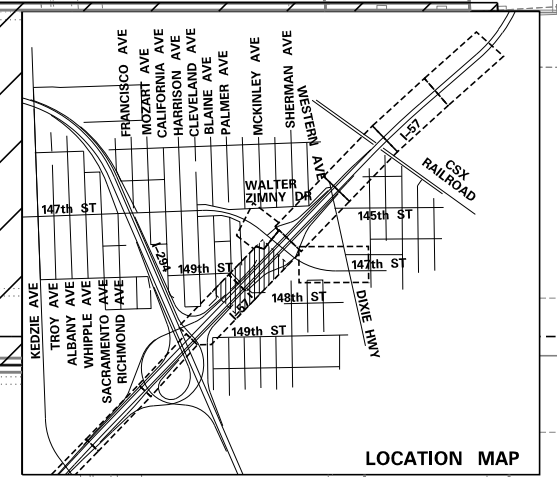 FRANCISCO AVE
MOZART AVE
CALIFORNIA AVE
HARRISON AVE
CLEVELAND AVE
BLAINE AVE
PALMER AVE
MCKINLEY AVE
SHERMAN AVE
WESTERN AVE
I-57
CSX
RAILROAD
WALTER
ZIMNY DR
147th ST
145th ST
I-294
149th ST
147th ST
148th ST
I-57
149th ST
DIXIE HWY
KEDZIE AVE
TROY AVE
ALBANY AVE
WHIPPLE AVE
SACRAMENTO AVE
RICHMOND AVE
LOCATION MAP